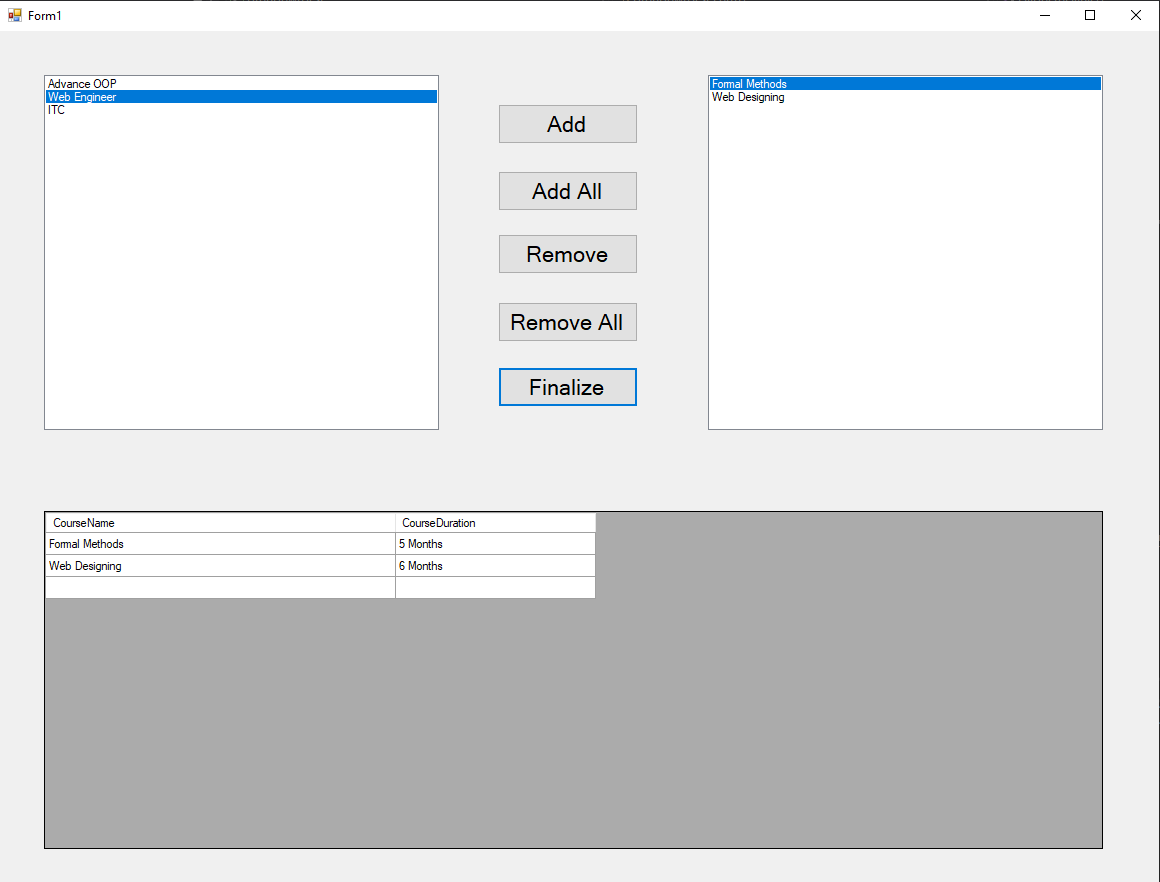 Form1
Advance OOP
Web Engineer
ITC
Add
Add All
Remove
Remove All
Finalize
Formal Methods
Web Designing
CourseName CourseDuration
Formal Methods 5 Months
Web Designing 6 Months